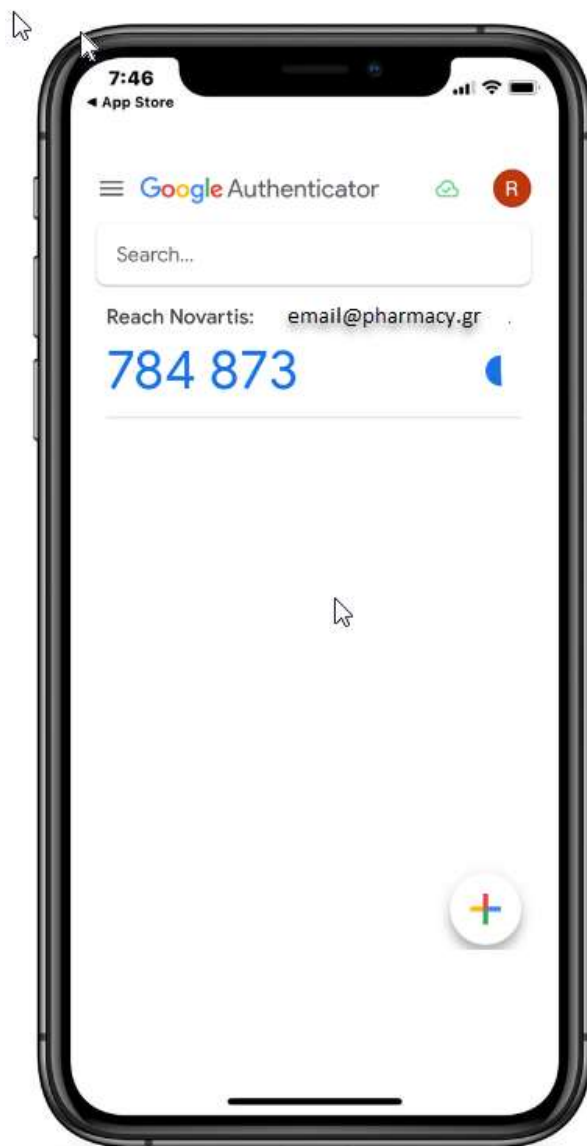 7:46
◀ App Store
Google Authenticator
R
Search...
Reach Novartis: email@pharmacy.gr .
784 873